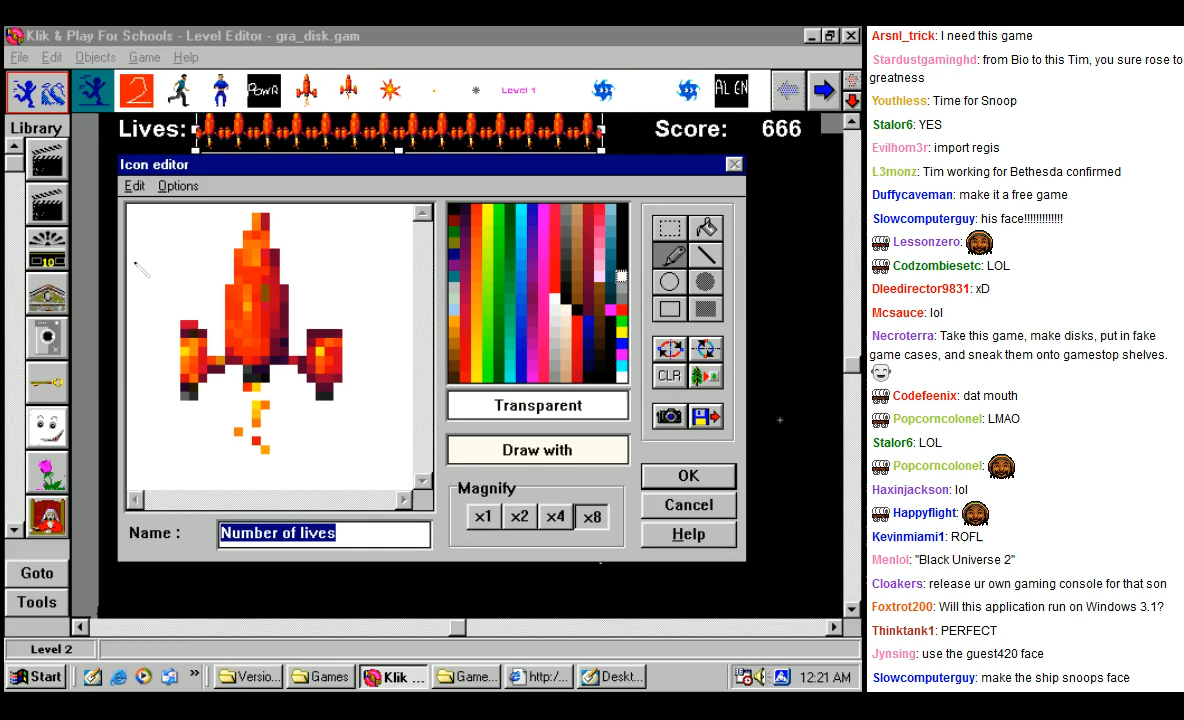 Klik & Play For Schools - Level Editor - gra_disk.gam
File Edit Objects Game Help
2 POWR Level 1 ALEN
Library
Lives: Score: 666
10
Icon editor
Edit Options
CLR
Transparent
Draw with
Magnify
x1 x2 x4 x8
OK
Cancel
Help
Name : Number of lives
Goto
Tools
Level 2
Start » Versio... Games Klik ... Game... http:/... Deskt... 12:21 AM
Arsnl_trick: I need this game
Stardustgaminghd: from Bio to this Tim, you sure rose to
greatness
Youthless: Time for Snoop
Stalor6: YES
Evilhom3r: import regis
L3monz: Tim working for Bethesda confirmed
Duffycaveman: make it a free game
Slowcomputerguy: his face!!!!!!!!!!!!!
Lessonzero:
Codzombiesetc: LOL
Dleedirector9831: xD
Mcsauce: lol
Necroterra: Take this game, make disks, put in fake
game cases, and sneak them onto gamestop shelves.
Codefeenix: dat mouth
Popcorncolonel: LMAO
Stalor6: LOL
Popcorncolonel:
Haxinjackson: lol
Happyflight:
Kevinmiami1: ROFL
Menlol: "Black Universe 2"
Cloakers: release ur own gaming console for that son
Foxtrot200: Will this application run on Windows 3.1?
Thinktank1: PERFECT
Jynsing: use the guest420 face
Slowcomputerguy: make the ship snoops face